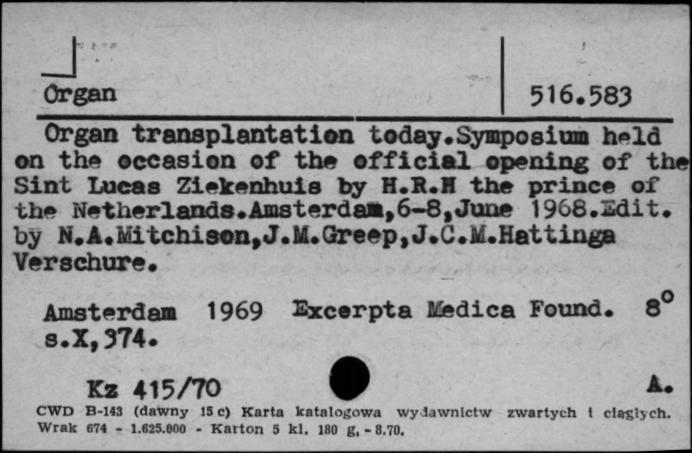 Organ 516.583
Organ transplantation today.Symposium held
on the occasion of the official opening of the
Sint Lucas Ziekenhuis by H.R.H the prince of
the Netherlands.Amsterdam,6-8,June 1968.Edit.
by N.A.Mitchison,J.M.Greep,J.C.M.Hattinga
Verschure.
Amsterdam 1969 Excerpta Medica Found. 8°
s.X,374.
Kz 415/70 A.
CWD B-143 (dawny 15 c) Karta katalogowa wydawnictw zwartych i ciągłych.
Wrak 674 - 1.625.000 - Karton 5 kl. 180 g, - 8.70.